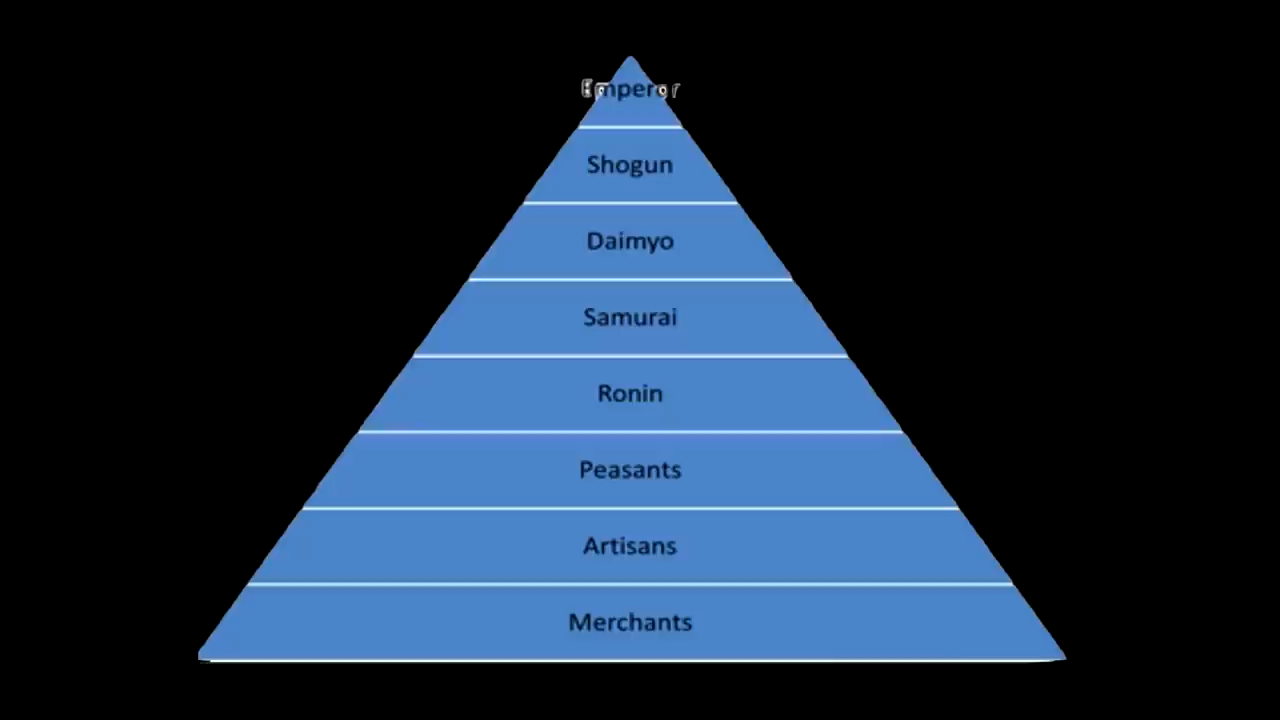 Emperor
Shogun
Daimyo
Samurai
Ronin
Peasants
Artisans
Merchants